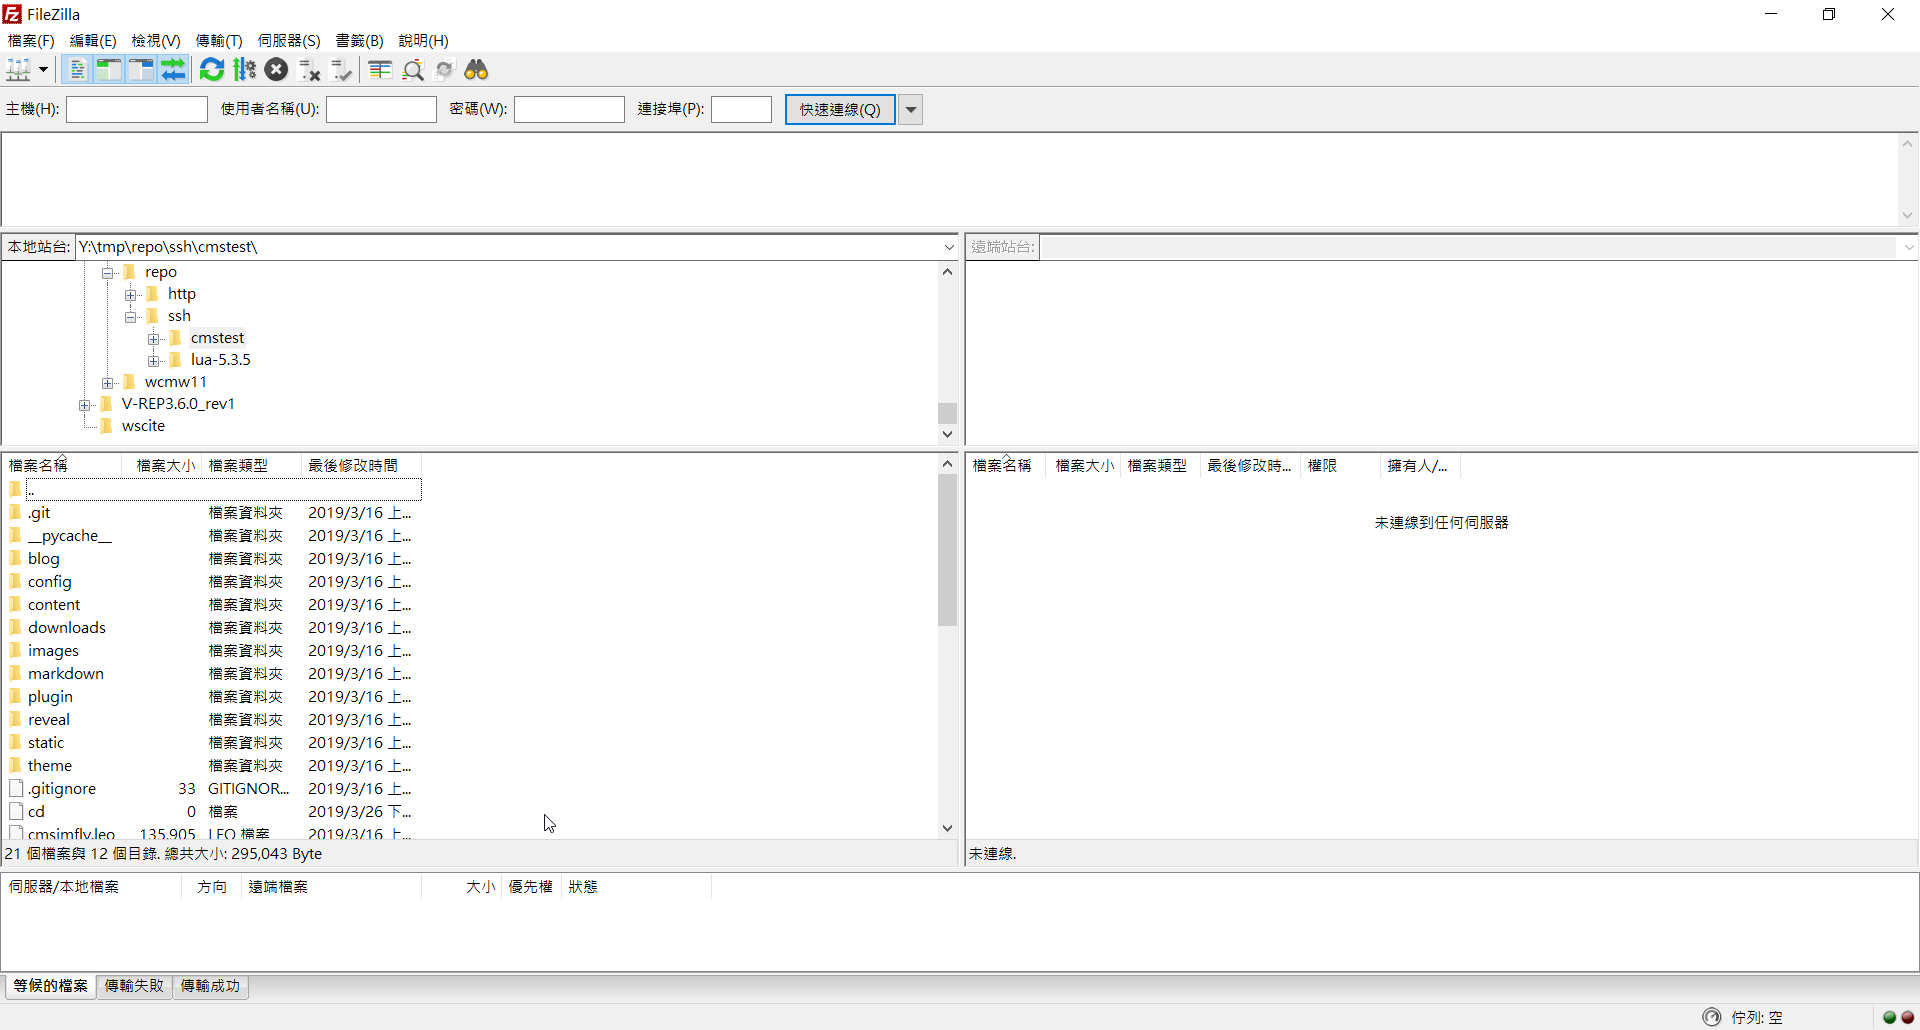 FileZilla
檔案(F) 編輯(E) 檢視(V) 傳輸(T) 伺服器(S) 書籤(B) 說明(H)
主機(H): 使用者名稱(U): 密碼(W): 連接埠(P): 快速連線(Q)
本地站台: Y:\tmp\repo\ssh\cmstest\
repo
http
ssh
cmstest
lua-5.3.5
wcmw11
V-REP3.6.0_rev1
wscite
檔案名稱 檔案大小 檔案類型 最後修改時間
..
.git 檔案資料夾 2019/3/16 上...
__pycache__ 檔案資料夾 2019/3/16 上...
blog 檔案資料夾 2019/3/16 上...
config 檔案資料夾 2019/3/16 上...
content 檔案資料夾 2019/3/16 上...
downloads 檔案資料夾 2019/3/16 上...
images 檔案資料夾 2019/3/16 上...
markdown 檔案資料夾 2019/3/16 上...
plugin 檔案資料夾 2019/3/16 上...
reveal 檔案資料夾 2019/3/16 上...
static 檔案資料夾 2019/3/16 上...
theme 檔案資料夾 2019/3/16 上...
.gitignore 33 GITIGNOR... 2019/3/16 上...
cd 0 檔案 2019/3/26 下...
cmsimfly.leo 135,905 LEO 檔案 2019/3/16 上...
21 個檔案與 12 個目錄. 總共大小: 295,043 Byte
遠端站台:
檔案名稱 檔案大小 檔案類型 最後修改時... 權限 擁有人/...
未連線到任何伺服器
未連線.
伺服器/本地檔案 方向 遠端檔案 大小 優先權 狀態
等候的檔案 傳輸失敗 傳輸成功
佇列: 空